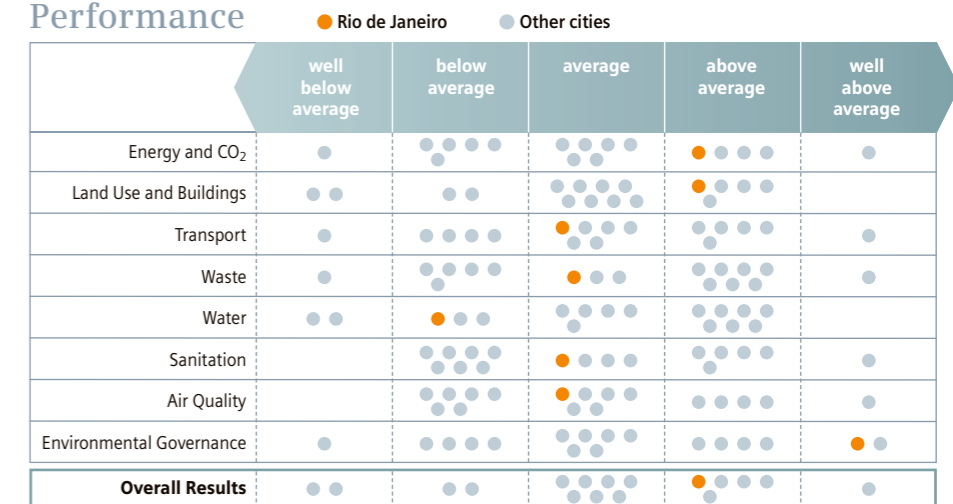 Performance
Rio de Janeiro
Other cities
well below average
below average
average
above average
well above average
Energy and CO₂
Land Use and Buildings
Transport
Waste
Water
Sanitation
Air Quality
Environmental Governance
Overall Results